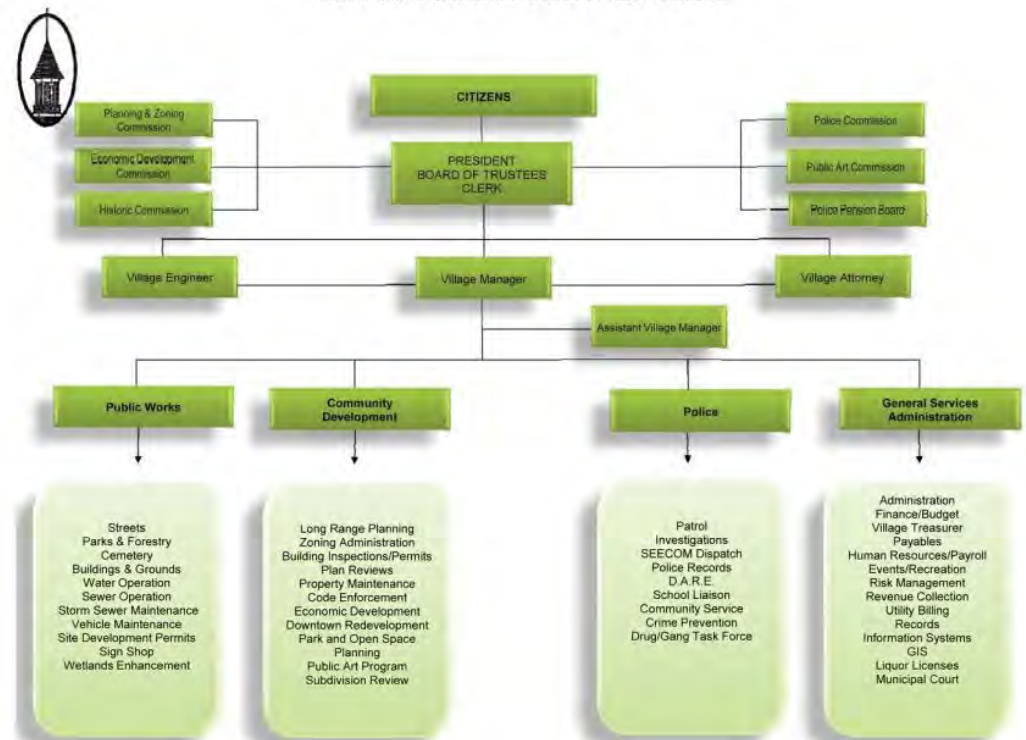 CITIZENS
Planning & Zoning
Commission
Economic Development
Commission
Historic Commission
PRESIDENT
BOARD OF TRUSTEES
CLERK
Police Commission
Public Art Commission
Police Pension Board
Village Engineer
Village Manager
Village Attorney
Assistant Village Manager
Public Works
Community
Development
Police
General Services
Administration
Streets
Parks & Forestry
Cemetery
Buildings & Grounds
Water Operation
Sewer Operation
Storm Sewer Maintenance
Vehicle Maintenance
Site Development Permits
Sign Shop
Wetlands Enhancement
Long Range Planning
Zoning Administration
Building Inspections/Permits
Plan Reviews
Property Maintenance
Code Enforcement
Economic Development
Downtown Redevelopment
Park and Open Space
Planning
Public Art Program
Subdivision Review
Patrol
Investigations
SEECOM Dispatch
Police Records
D.A.R.E.
School Liaison
Community Service
Crime Prevention
Drug/Gang Task Force
Administration
Finance/Budget
Village Treasurer
Payables
Human Resources/Payroll
Events/Recreation
Risk Management
Revenue Collection
Utility Billing
Records
Information Systems
GIS
Liquor Licenses
Municipal Court